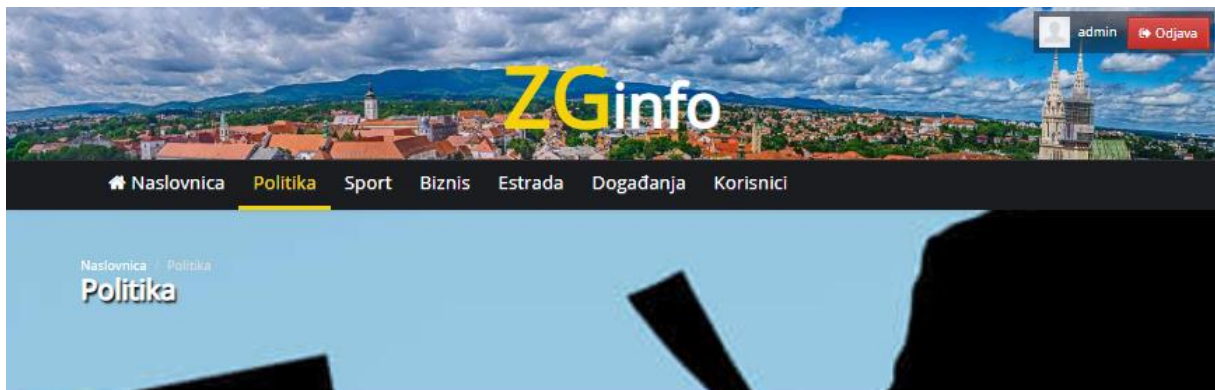 admin Odjava
ZGinfo
Naslovnica Politika Sport Biznis Estrada Događanja Korisnici
Naslovnica / Politika
Politika